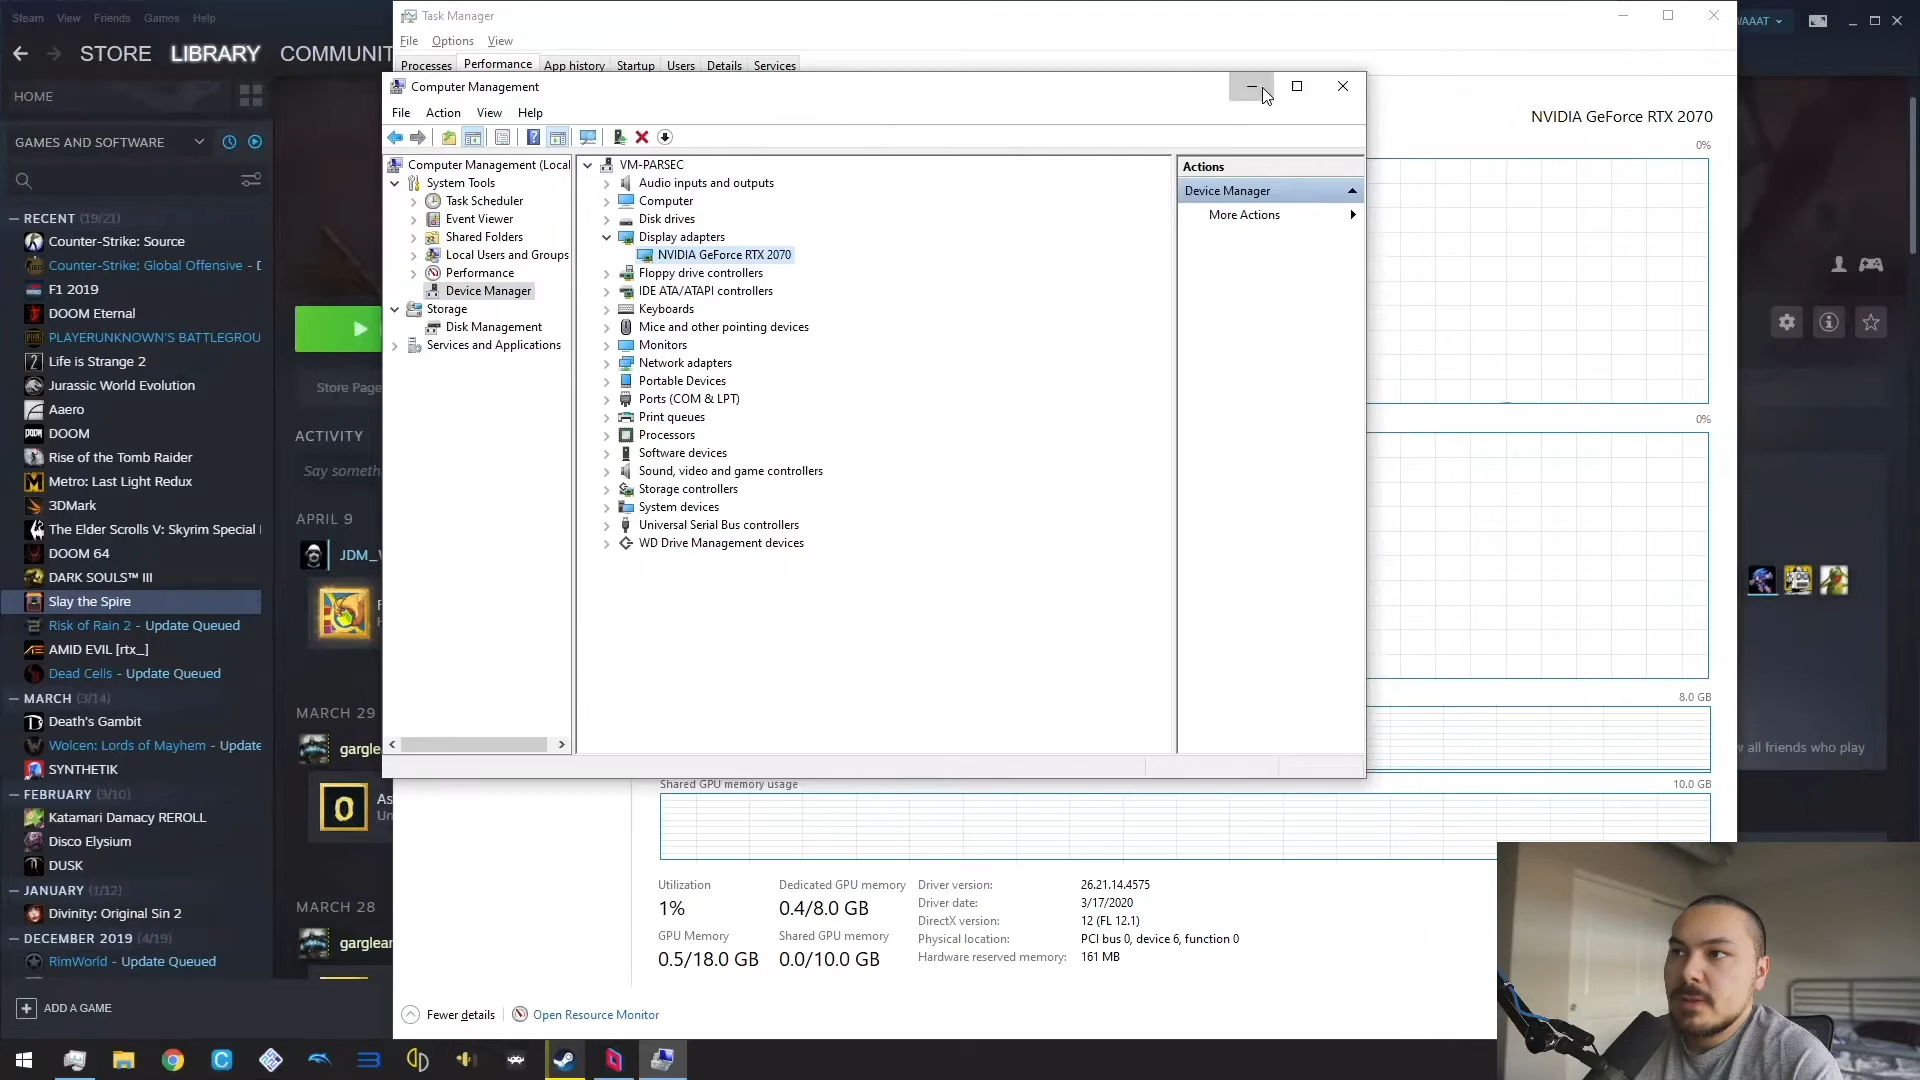 Steam View Friends Games Help
STORE LIBRARY COMMUNIT
HOME
GAMES AND SOFTWARE
RECENT (19/21)
Counter-Strike: Source
Counter-Strike: Global Offensive - D
F1 2019
DOOM Eternal
PLAYERUNKNOWN'S BATTLEGROU
Life is Strange 2
Jurassic World Evolution
Aaero
DOOM
Rise of the Tomb Raider
Metro: Last Light Redux
3DMark
The Elder Scrolls V: Skyrim Special
DOOM 64
DARK SOULS™ III
Slay the Spire
Risk of Rain 2 - Update Queued
AMID EVIL [rtx_]
Dead Cells - Update Queued
MARCH (3/14)
Death's Gambit
Wolcen: Lords of Mayhem - Update
SYNTHETIK
FEBRUARY (3/10)
Katamari Damacy REROLL
Disco Elysium
DUSK
JANUARY (1/12)
Divinity: Original Sin 2
DECEMBER 2019 (4/19)
RimWorld - Update Queued
ADD A GAME
Store Page
ACTIVITY
Say someth
APRIL 9
JDM_
MARCH 29
gargle
As
Un
MARCH 28
garglear
Task Manager
File Options View
Processes Performance App history Startup Users Details Services
Computer Management
File Action View Help
Computer Management (Local
System Tools
Task Scheduler
Event Viewer
Shared Folders
Local Users and Groups
Performance
Device Manager
Storage
Disk Management
Services and Applications
VM-PARSEC
Audio inputs and outputs
Computer
Disk drives
Display adapters
NVIDIA GeForce RTX 2070
Floppy drive controllers
IDE ATA/ATAPI controllers
Keyboards
Mice and other pointing devices
Monitors
Network adapters
Portable Devices
Ports (COM & LPT)
Print queues
Processors
Software devices
Sound, video and game controllers
Storage controllers
System devices
Universal Serial Bus controllers
WD Drive Management devices
Actions
Device Manager
More Actions
NVIDIA GeForce RTX 2070
0%
0%
8.0 GB
Shared GPU memory usage 10.0 GB
Utilization
1%
GPU Memory
0.5/18.0 GB
Dedicated GPU memory
0.4/8.0 GB
Shared GPU memory
0.0/10.0 GB
Driver version: 26.21.14.4575
Driver date: 3/17/2020
DirectX version: 12 (FL 12.1)
Physical location: PCI bus 0, device 6, function 0
Hardware reserved memory: 161 MB
Fewer details Open Resource Monitor
WAAAT
w all friends who play